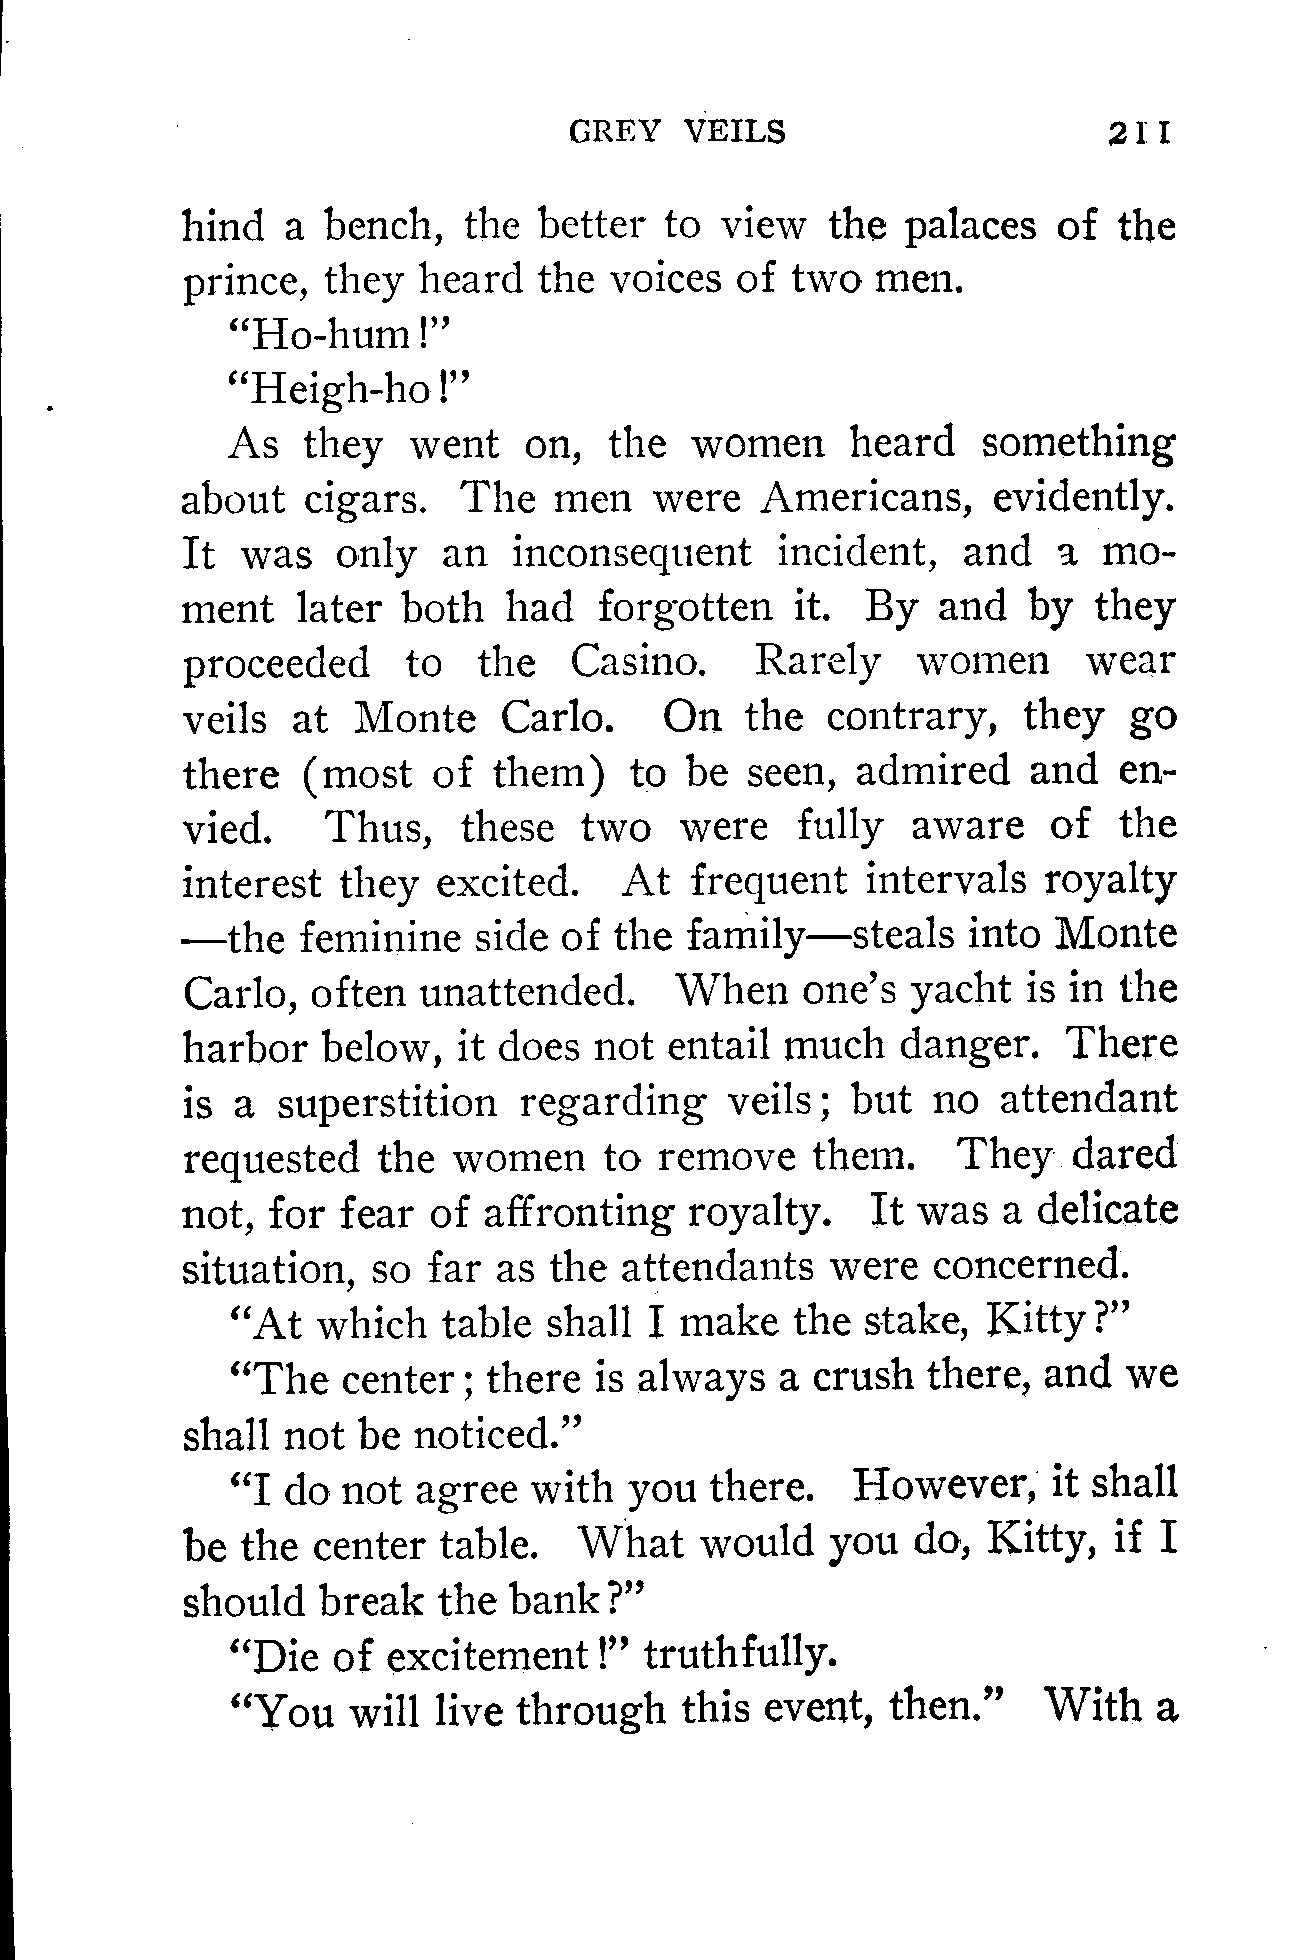 GREY VEILS 211
hind a bench, the better to view the palaces of the
prince, they heard the voices of two men.
“Ho-hum!”
“Heigh-ho!”
As they went on, the women heard something
about cigars. The men were Americans, evidently.
It was only an inconsequent incident, and a mo-
ment later both had forgotten it. By and by they
proceeded to the Casino. Rarely women wear
veils at Monte Carlo. On the contrary, they go
there (most of them) to be seen, admired and en-
vied. Thus, these two were fully aware of the
interest they excited. At frequent intervals royalty
—the feminine side of the family—steals into Monte
Carlo, often unattended. When one’s yacht is in the
harbor below, it does not entail much danger. There
is a superstition regarding veils; but no attendant
requested the women to remove them. They dared
not, for fear of affronting royalty. It was a delicate
situation, so far as the attendants were concerned.
“At which table shall I make the stake, Kitty?”
“The center; there is always a crush there, and we
shall not be noticed.”
“I do not agree with you there. However, it shall
be the center table. What would you do, Kitty, if I
should break the bank?”
“Die of excitement!” truthfully.
“You will live through this event, then.” With a